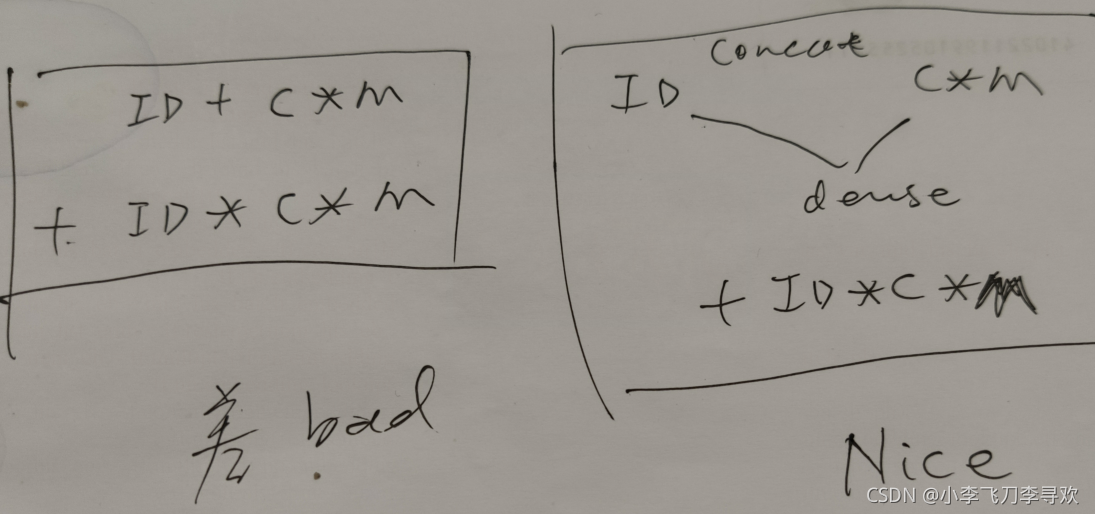 ID + C * m
+ ID * C * m
差 bad
concat
ID C * m
dense
+ ID * C * m
Nice
CSDN @小李飞刀李寻欢